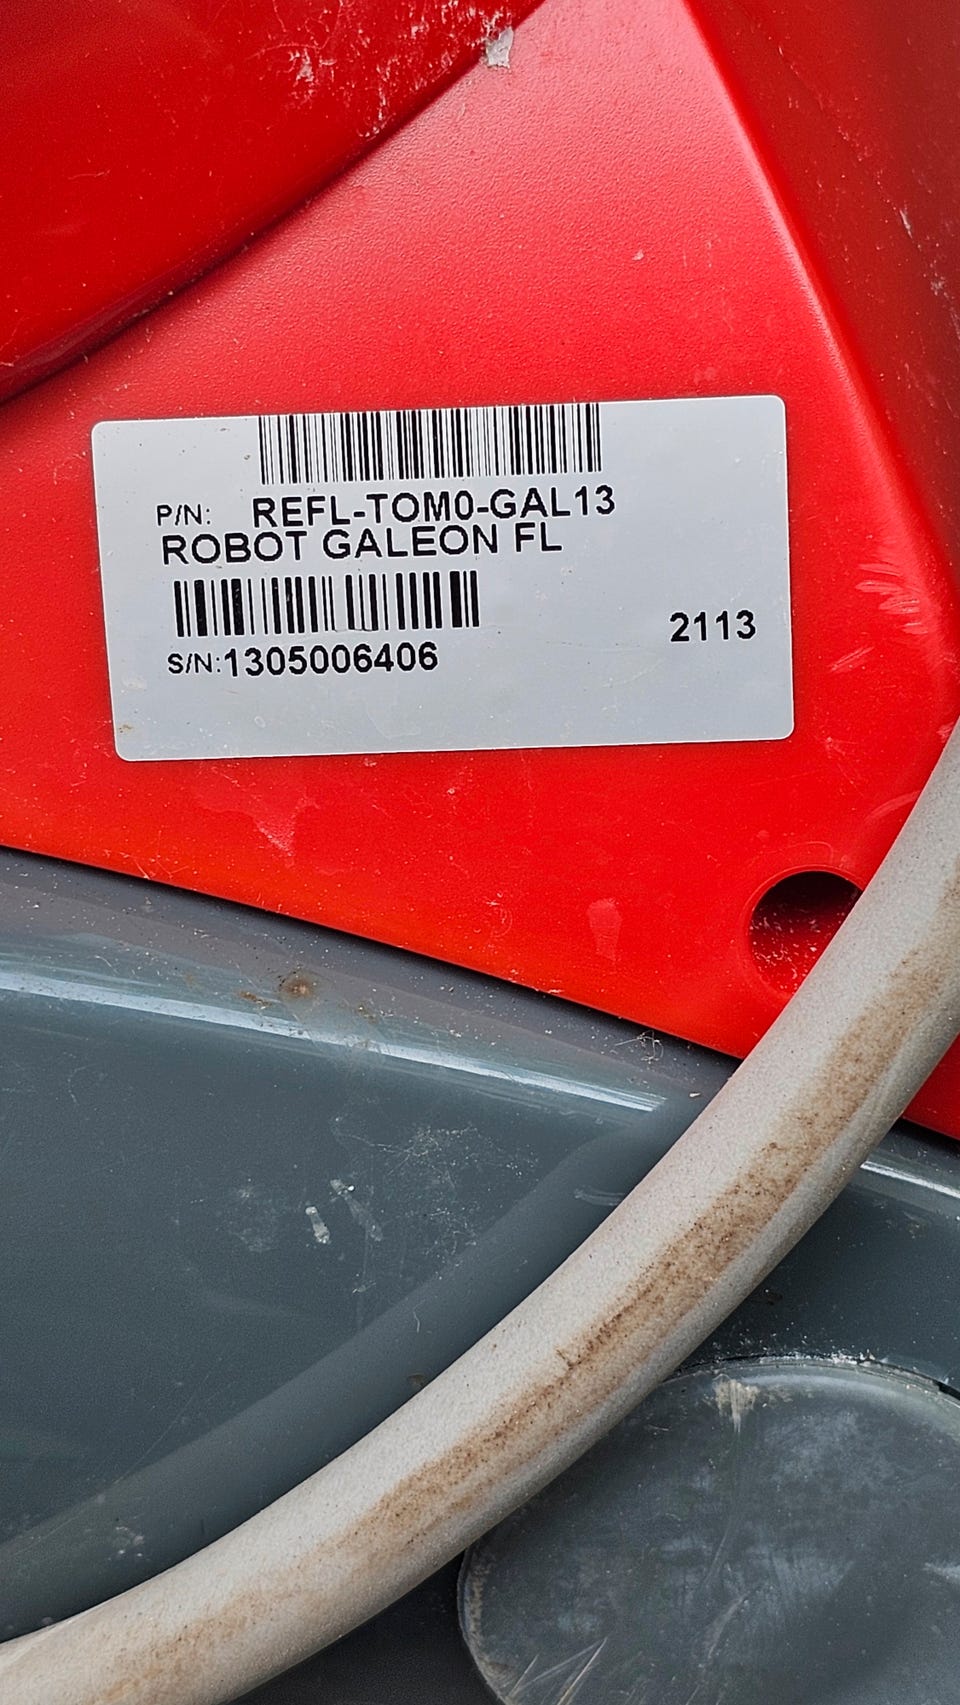 P/N: REFL-TOM0-GAL13
ROBOT GALEON FL
2113
S/N:1305006406